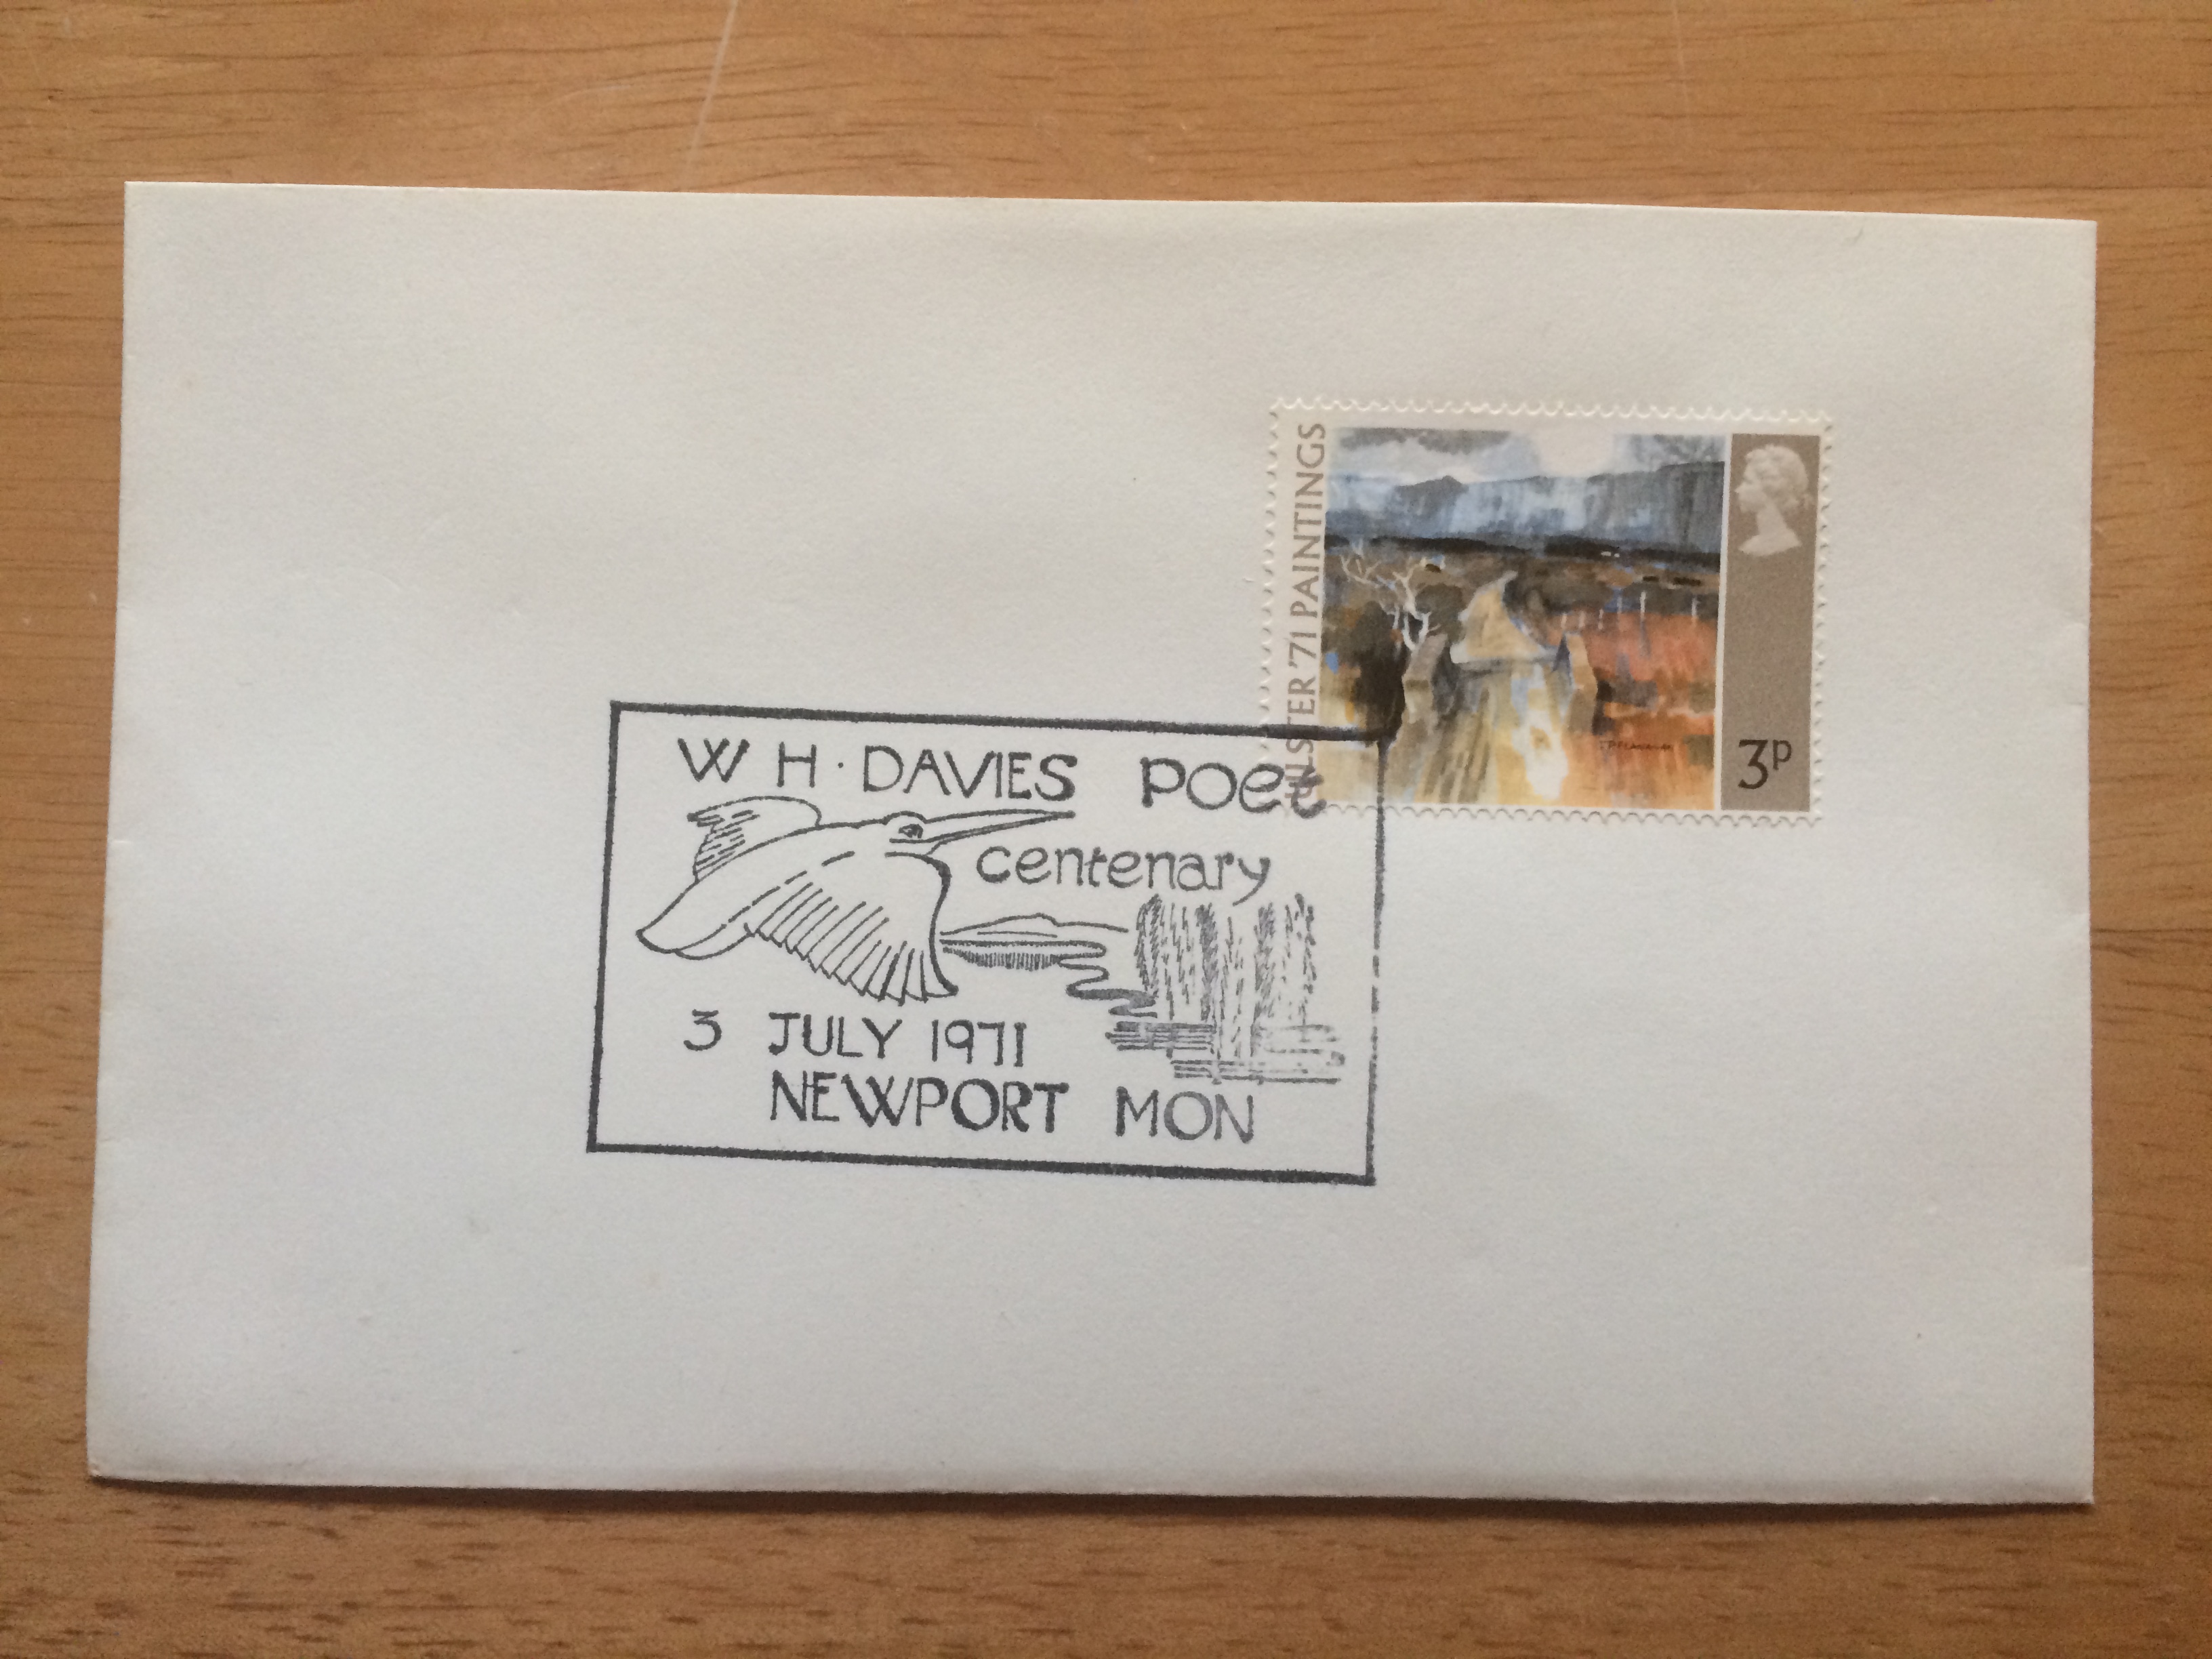 ULSTER '71 PAINTINGS
3P
W H · DAVIES POET
centenary
3 JULY 1971
NEWPORT MON